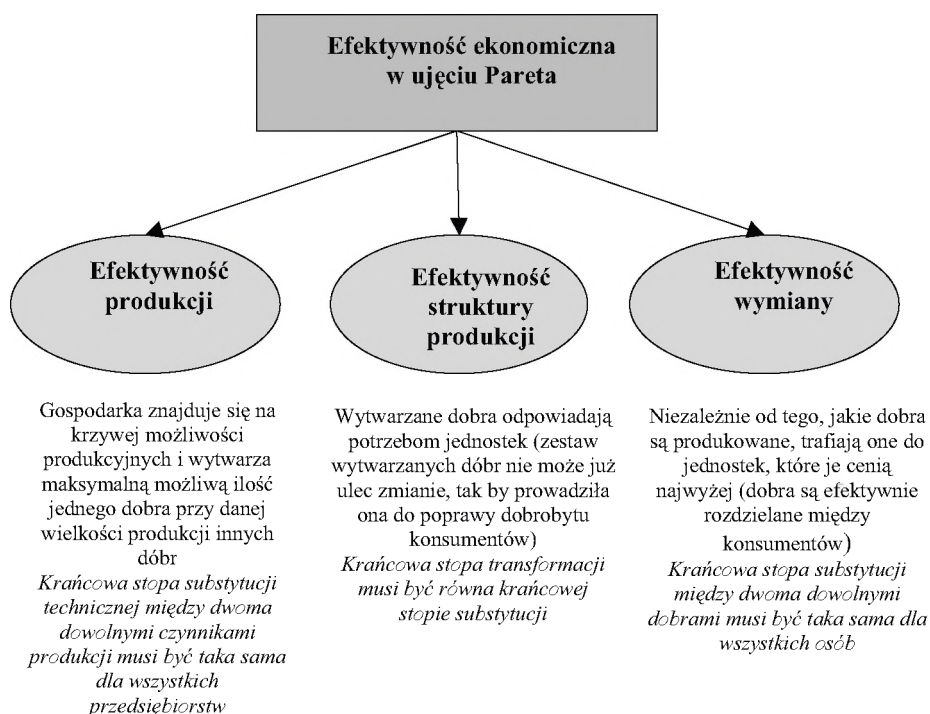 Efektywność ekonomiczna
w ujęciu Pareta
Efektywność
produkcji
Efektywność
struktury
produkcji
Efektywność
wymiany
Gospodarka znajduje się na
krzywej możliwości
produkcyjnych i wytwarza
maksymalną możliwą ilość
jednego dobra przy danej
wielkości produkcji innych
dóbr
Krańcowa stopa substytucji
technicznej między dwoma
dowolnymi czynnikami
produkcji musi być taka sama
dla wszystkich
przedsiębiorstw
Wytwarzane dobra odpowiadają
potrzebom jednostek (zestaw
wytwarzanych dóbr nie może już
ulec zmianie, tak by prowadziła
ona do poprawy dobrobytu
konsumentów)
Krańcowa stopa transformacji
musi być równa krańcowej
stopie substytucji
Niezależnie od tego, jakie dobra
są produkowane, trafiają one do
jednostek, które je cenią
najwyżej (dobra są efektywnie
rozdzielane między
konsumentów)
Krańcowa stopa substytucji
między dwoma dowolnymi
dobrami musi być taka sama dla
wszystkich osób